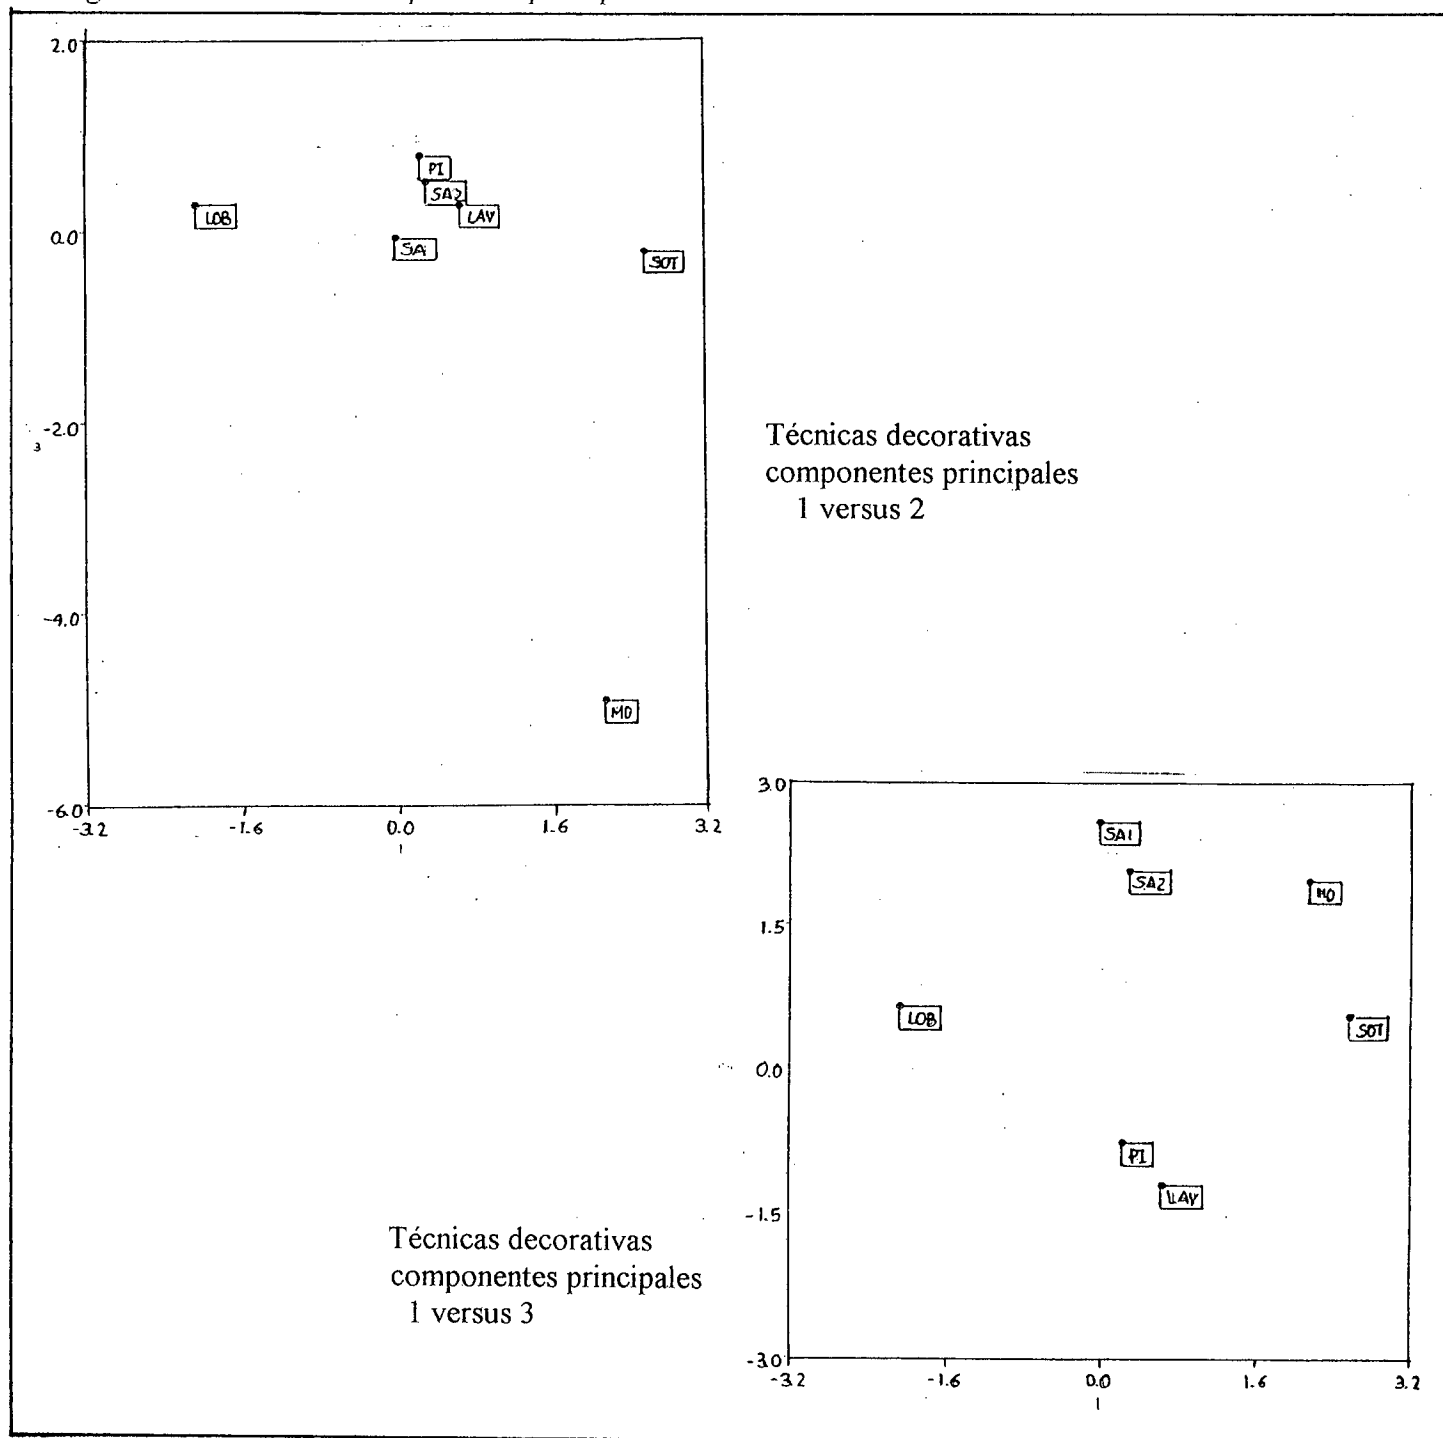 2.0
PI
SA2
LOB
LAV
0.0
SA1
SOT
-2.0
3
Técnicas decorativas
componentes principales
1 versus 2
-4.0
MO
-6.0
-3.2 -1.6 0.0 1.6 3.2
1
3.0
SA1
SA2
MO
1.5
LOB
SOT
0.0
PI
LAV
-1.5
Técnicas decorativas
componentes principales
1 versus 3
-3.0
-3.2 -1.6 0.0 1.6 3.2
1